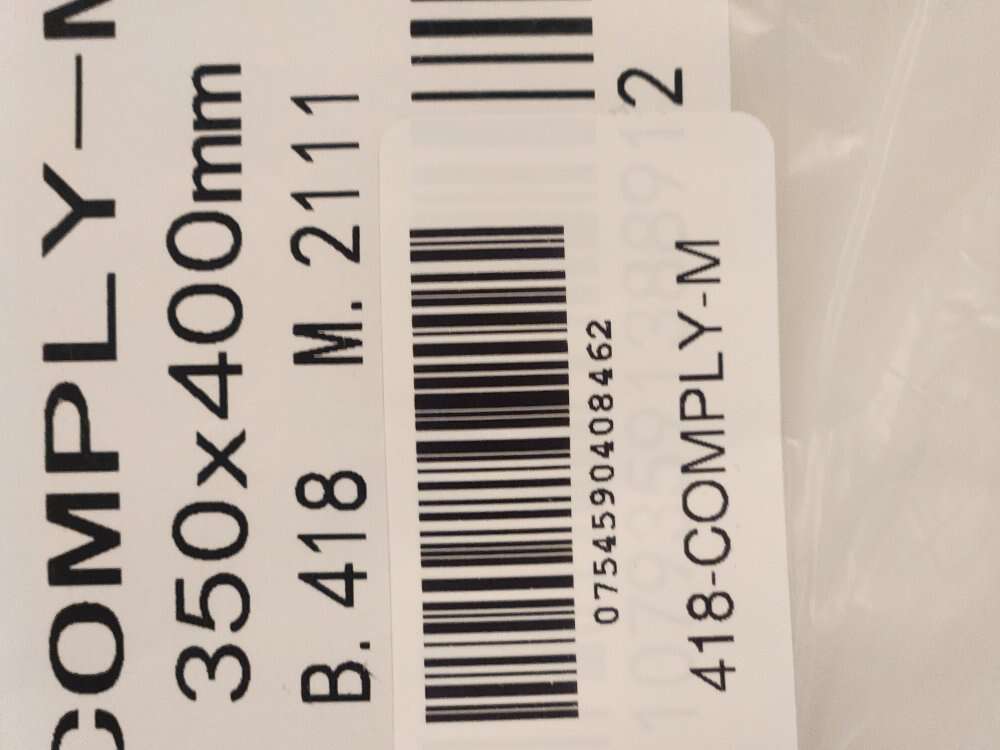 COMPLY-M
350x400mm
B. 418 M. 2111
2
0754590408462
418-COMPLY-M